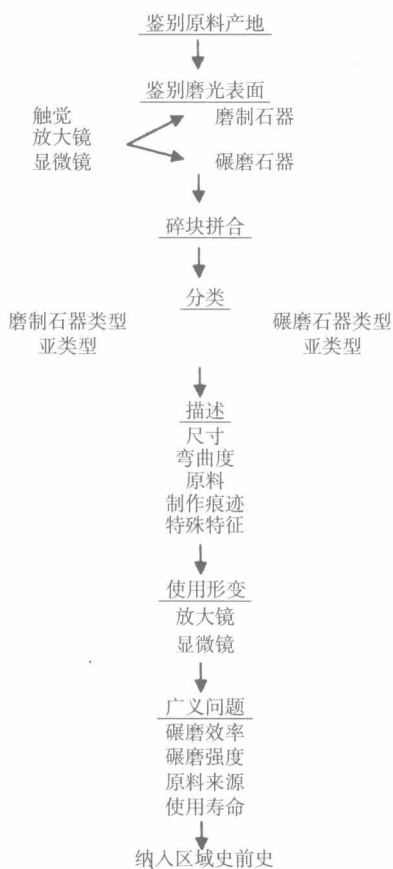 鉴别原料产地
鉴别磨光表面
触觉 磨制石器
放大镜
显微镜 碾磨石器
碎块拼合
分类
磨制石器类型 碾磨石器类型
亚类型 亚类型
描述
尺寸
弯曲度
原料
制作痕迹
特殊特征
使用形变
放大镜
显微镜
广义问题
碾磨效率
碾磨强度
原料来源
使用寿命
纳入区域史前史